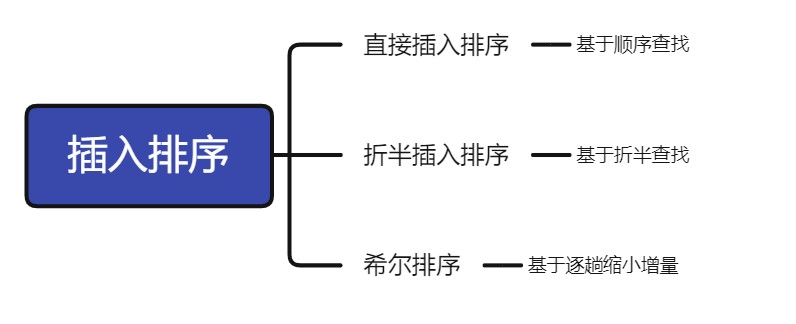 插入排序
直接插入排序
基于顺序查找
折半插入排序
基于折半查找
希尔排序
基于逐趟缩小增量